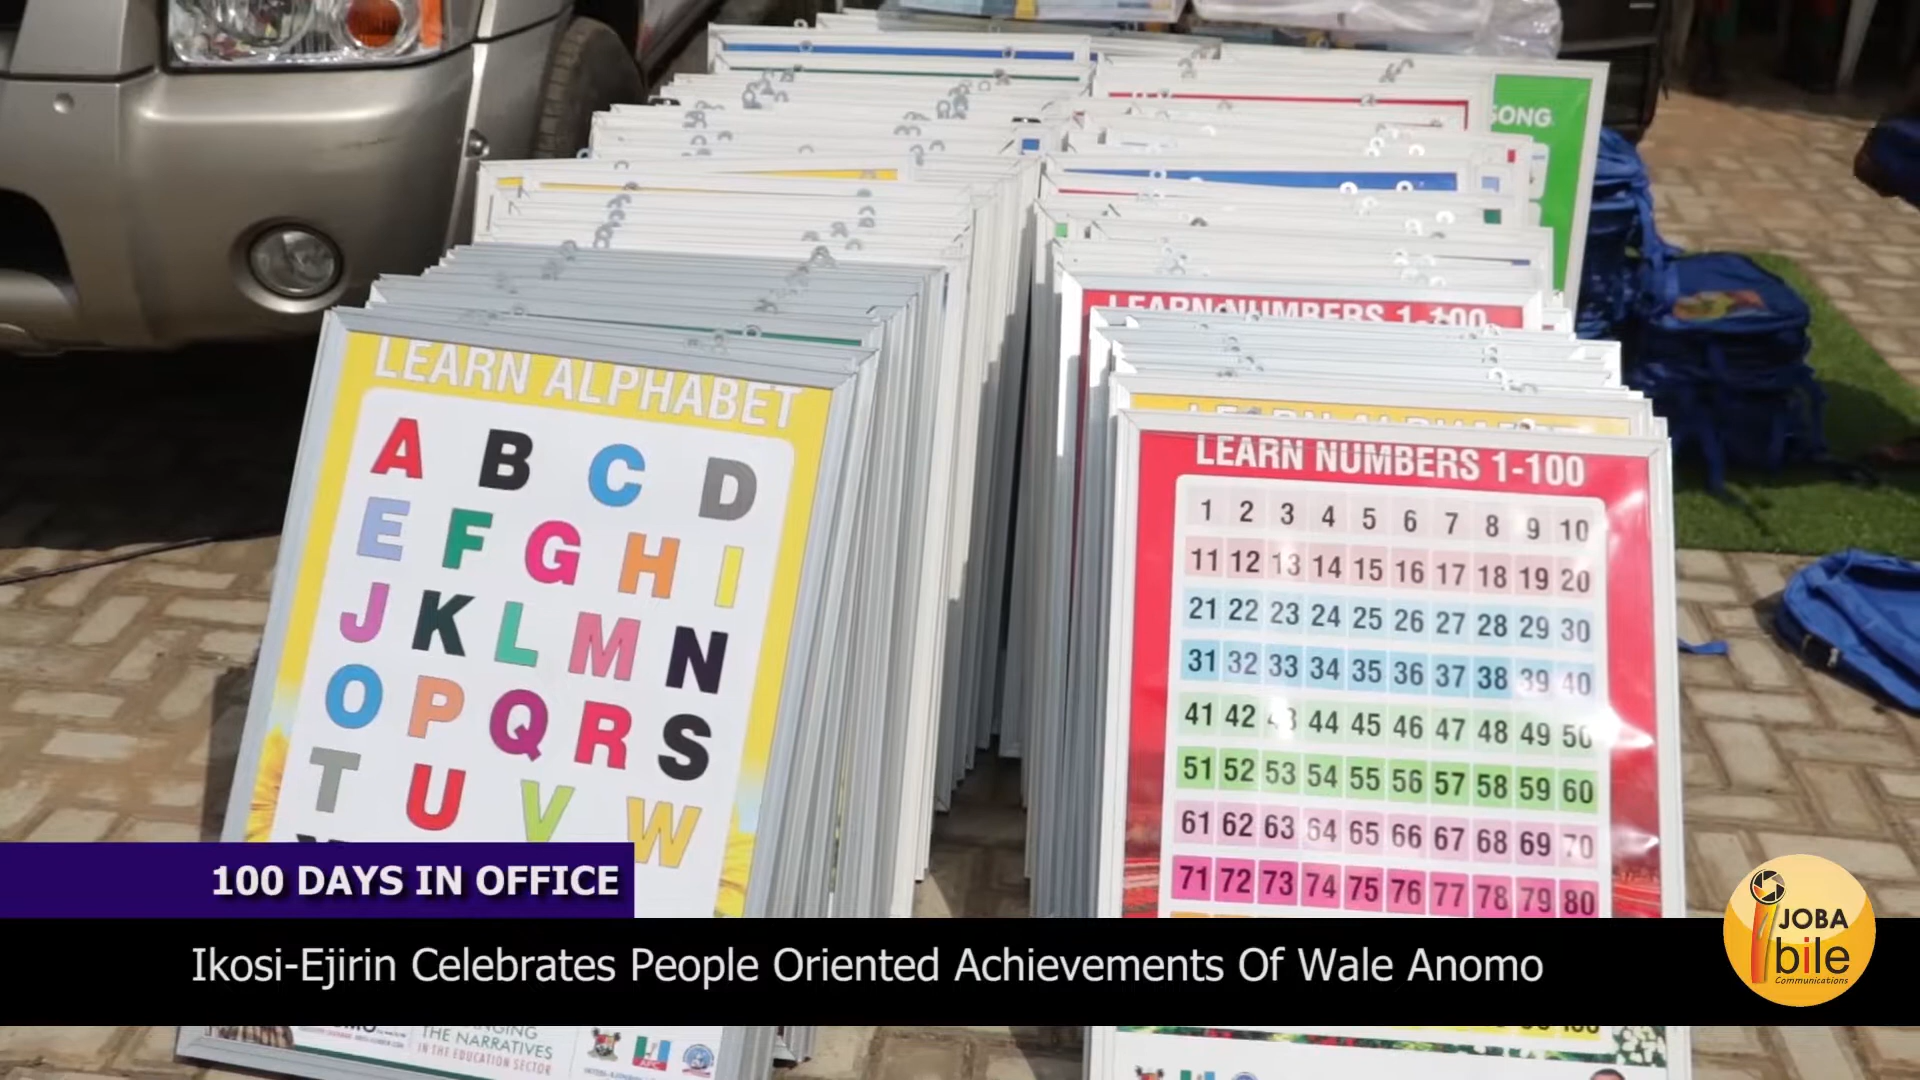 SONG
LEARN NUMBERS 1-100
LEARN ALPHABET
A B C D
E F G H I
J K L M N
O P Q R S
T U V W
LEARN NUMBERS 1-100
1 2 3 4 5 6 7 8 9 10
11 12 13 14 15 16 17 18 19 20
21 22 23 24 25 26 27 28 29 30
31 32 33 34 35 36 37 38 39 40
41 42 43 44 45 46 47 48 49 50
51 52 53 54 55 56 57 58 59 60
61 62 63 64 65 66 67 68 69 70
71 72 73 74 75 76 77 78 79 80
100 DAYS IN OFFICE
Ikosi-Ejirin Celebrates People Oriented Achievements Of Wale Anomo
JOBA
bile
Communications
THE NARRATIVES
IN THE EDUCATION SECTOR
APC